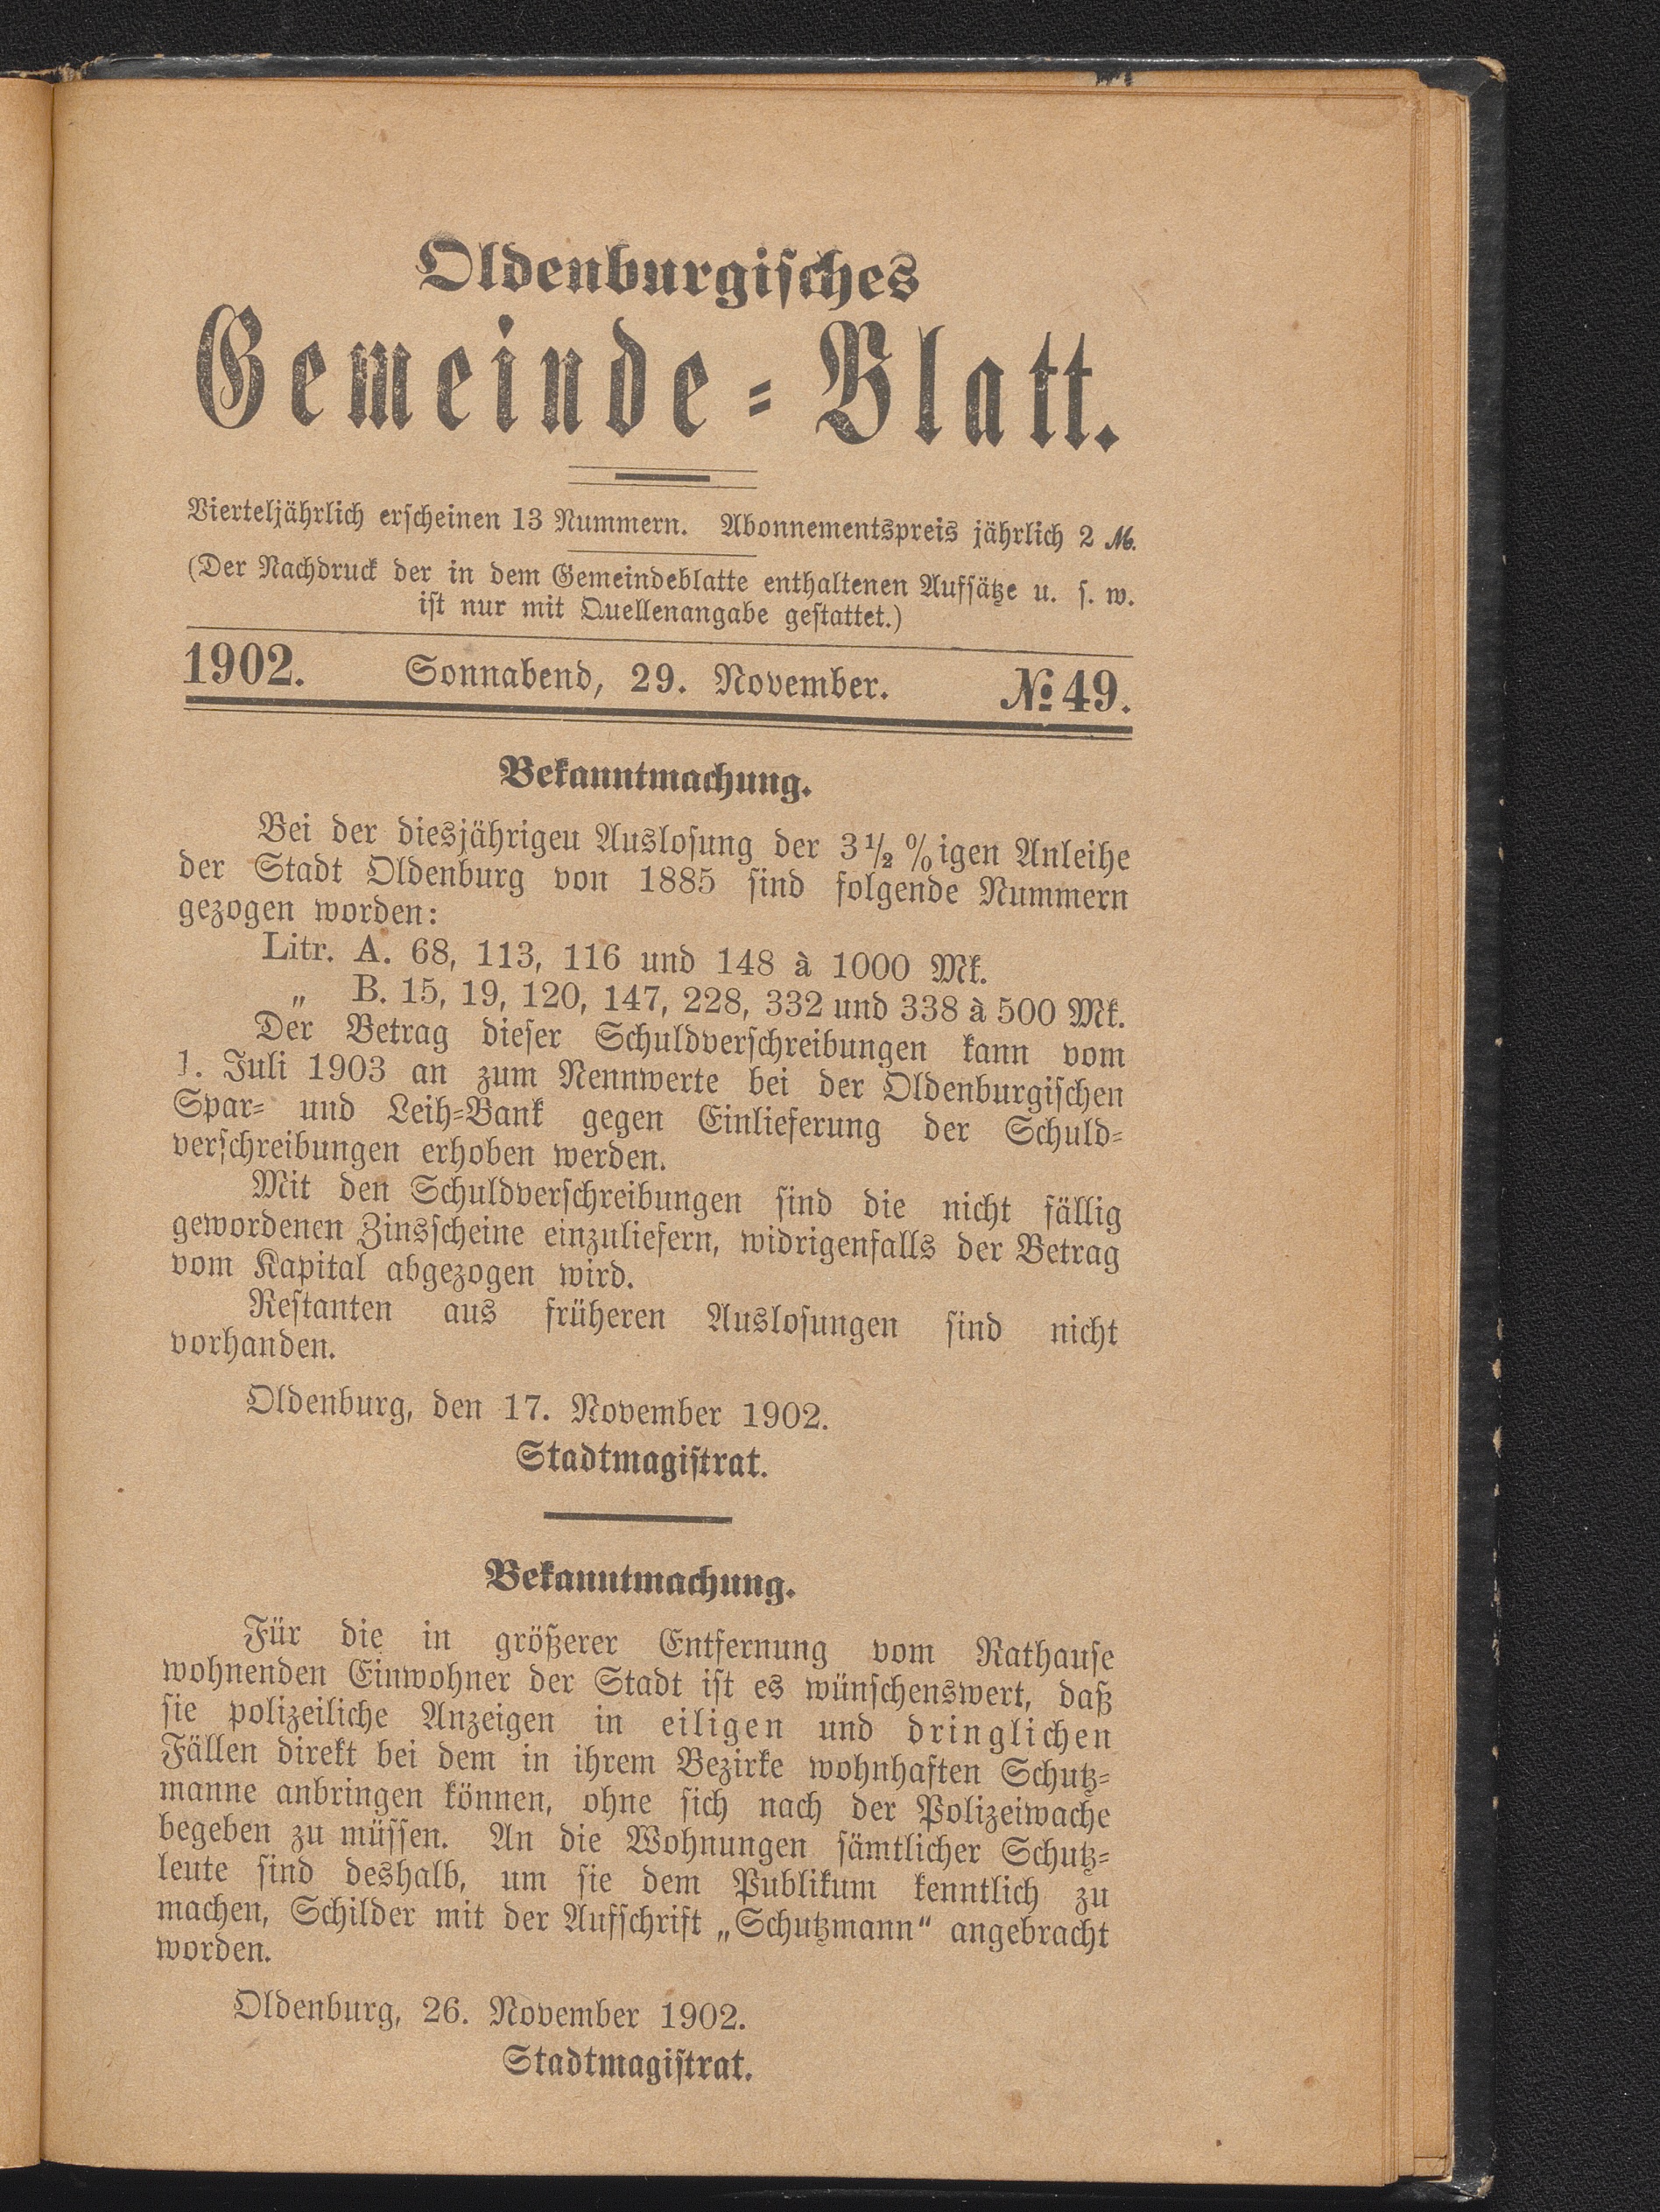 Oldenburgisches
Gemeinde-Blatt.
Vierteljährlich erscheinen 13 Nummern. Abonnementspreis jährlich 2 ℳ.
(Der Nachdruck der in dem Gemeindeblatte enthaltenen Aufsätze u. s. w.
ist nur mit Quellenangabe gestattet.)
1902. Sonnabend, 29. November. № 49.
Bekanntmachung.
Bei der diesjährigeu Auslosung der 3½ %igen Anleihe
der Stadt Oldenburg von 1885 sind folgende Nummern
gezogen worden:
Litr. A. 68, 113, 116 und 148 à 1000 Mk.
„ B. 15, 19, 120, 147, 228, 332 und 338 à 500 Mk.
Der Betrag dieser Schuldverschreibungen kann vom
1. Juli 1903 an zum Nennwerte bei der Oldenburgischen
Spar- und Leih-Bank gegen Einlieferung der Schuld-
verschreibungen erhoben werden.
Mit den Schuldverschreibungen sind die nicht fällig
gewordenen Zinsscheine einzuliefern, widrigenfalls der Betrag
vom Kapital abgezogen wird.
Restanten aus früheren Auslosungen sind nicht
vorhanden.
Oldenburg, den 17. November 1902.
Stadtmagistrat.
Bekanntmachung.
Für die in größerer Entfernung vom Rathause
wohnenden Einwohner der Stadt ist es wünschenswert, daß
sie polizeiliche Anzeigen in eiligen und dringlichen
Fällen direkt bei dem in ihrem Bezirke wohnhaften Schutz-
manne anbringen können, ohne sich nach der Polizeiwache
begeben zu müssen. An die Wohnungen sämtlicher Schutz-
leute sind deshalb, um sie dem Publikum kenntlich zu
machen, Schilder mit der Aufschrift „Schutzmann“ angebracht
worden.
Oldenburg, 26. November 1902.
Stadtmagistrat.